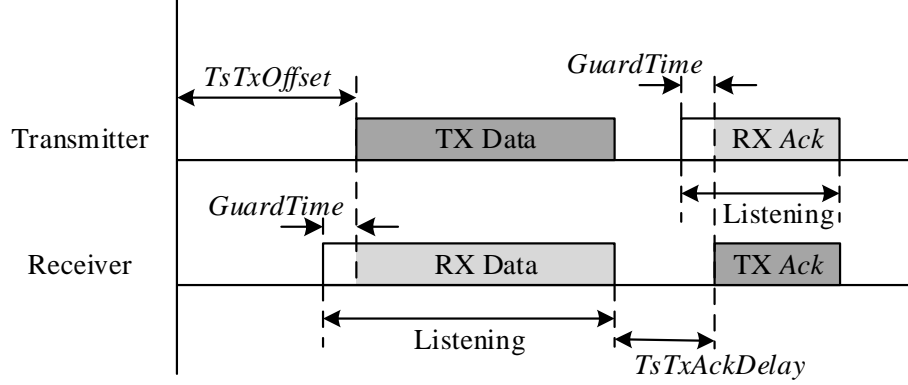 GuardTime
TsTxOffset
Transmitter
TX Data
RX Ack
GuardTime
Listening
Receiver
RX Data
TX Ack
Listening
TsTxAckDelay